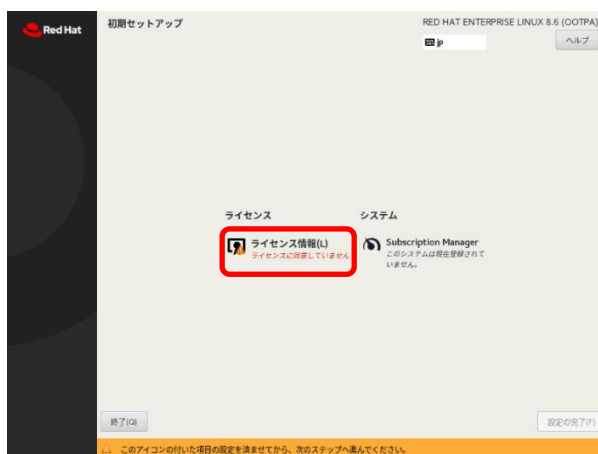 Red Hat
初期セットアップ
RED HAT ENTERPRISE LINUX 8.6 (OOTPA)
jp
ヘルプ
ライセンス
システム
ライセンス情報(L)
ライセンスに同意していません
Subscription Manager
このシステムは現在登録されて
いません。
終了(Q)
設定の完了(F)
このアイコンの付いた項目の設定を済ませてから、次のステップへ進んでください。